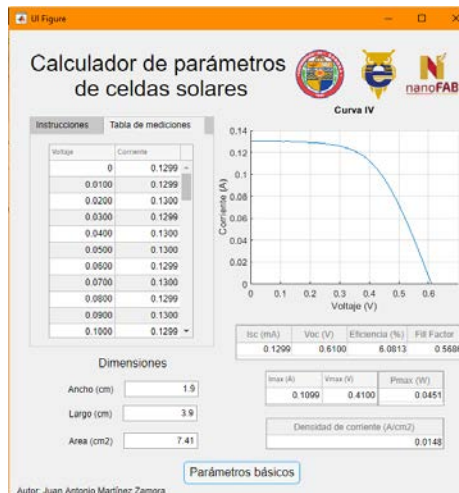 UI Figure
Calculador de parámetros
de celdas solares
nanoFAB
Instrucciones Tabla de mediciones
Voltaje Corriente
0 0.1299
0.0100 0.1299
0.0200 0.1300
0.0300 0.1299
0.0400 0.1300
0.0500 0.1300
0.0600 0.1299
0.0700 0.1300
0.0800 0.1299
0.0900 0.1300
0.1000 0.1299
Curva IV
Corriente (A)
0.14
0.12
0.1
0.08
0.06
0.04
0.02
0
0 0.1 0.2 0.3 0.4 0.5 0.6
Voltaje (V)
Isc (mA) Voc (V) Eficiencia (%) Fill Factor
0.1299 0.6100 6.0813 0.568
Imax (A) Vmax (V) Pmax (W)
0.1099 0.4100 0.0451
Densidad de corriente (A/cm2)
0.0148
Dimensiones
Ancho (cm) 1.9
Largo (cm) 3.9
Area (cm2) 7.41
Parámetros básicos
Autor: Juan Antonio Martínez Zamora